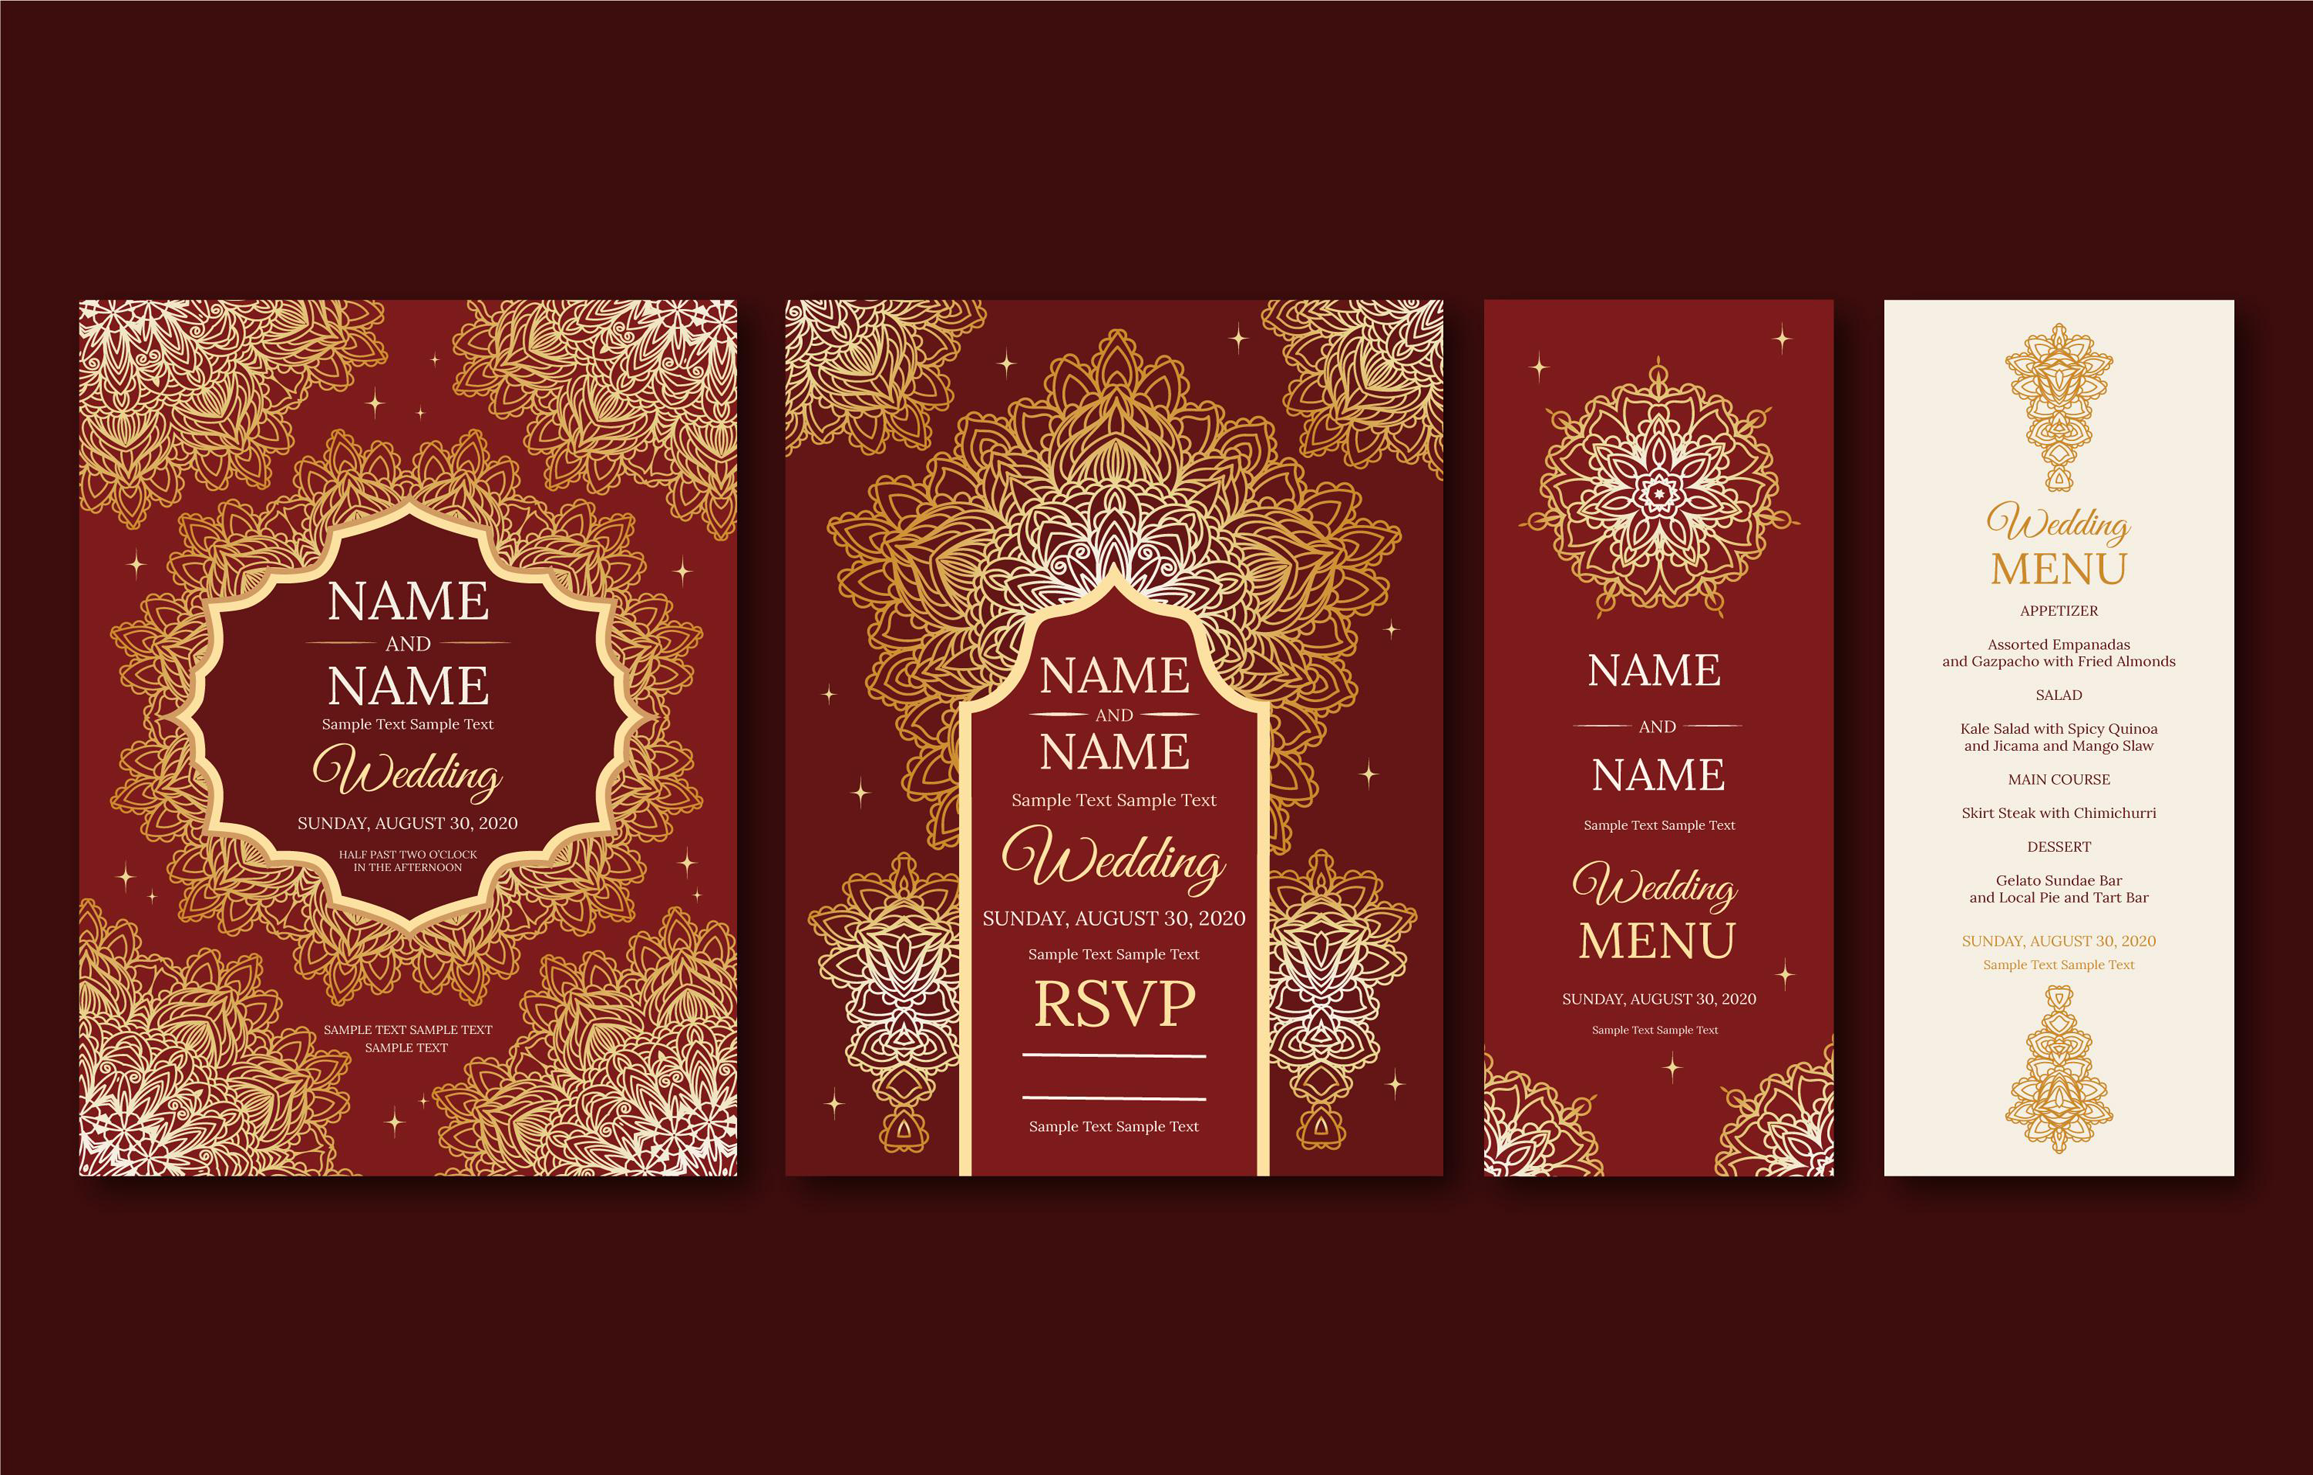 NAME
AND
NAME
Sample Text Sample Text
Wedding
SUNDAY, AUGUST 30, 2020
HALF PAST TWO O'CLOCK
IN THE AFTERNOON
SAMPLE TEXT SAMPLE TEXT
SAMPLE TEXT
NAME
AND
NAME
Sample Text Sample Text
Wedding
SUNDAY, AUGUST 30, 2020
Sample Text Sample Text
RSVP
Sample Text Sample Text
NAME
AND
NAME
Sample Text Sample Text
Wedding
MENU
SUNDAY, AUGUST 30, 2020
Sample Text Sample Text
Wedding
MENU
APPETIZER
Assorted Empanadas
and Gazpacho with Fried Almonds
SALAD
Kale Salad with Spicy Quinoa
and Jicama and Mango Slaw
MAIN COURSE
Skirt Steak with Chimichurri
DESSERT
Gelato Sundae Bar
and Local Pie and Tart Bar
SUNDAY, AUGUST 30, 2020
Sample Text Sample Text